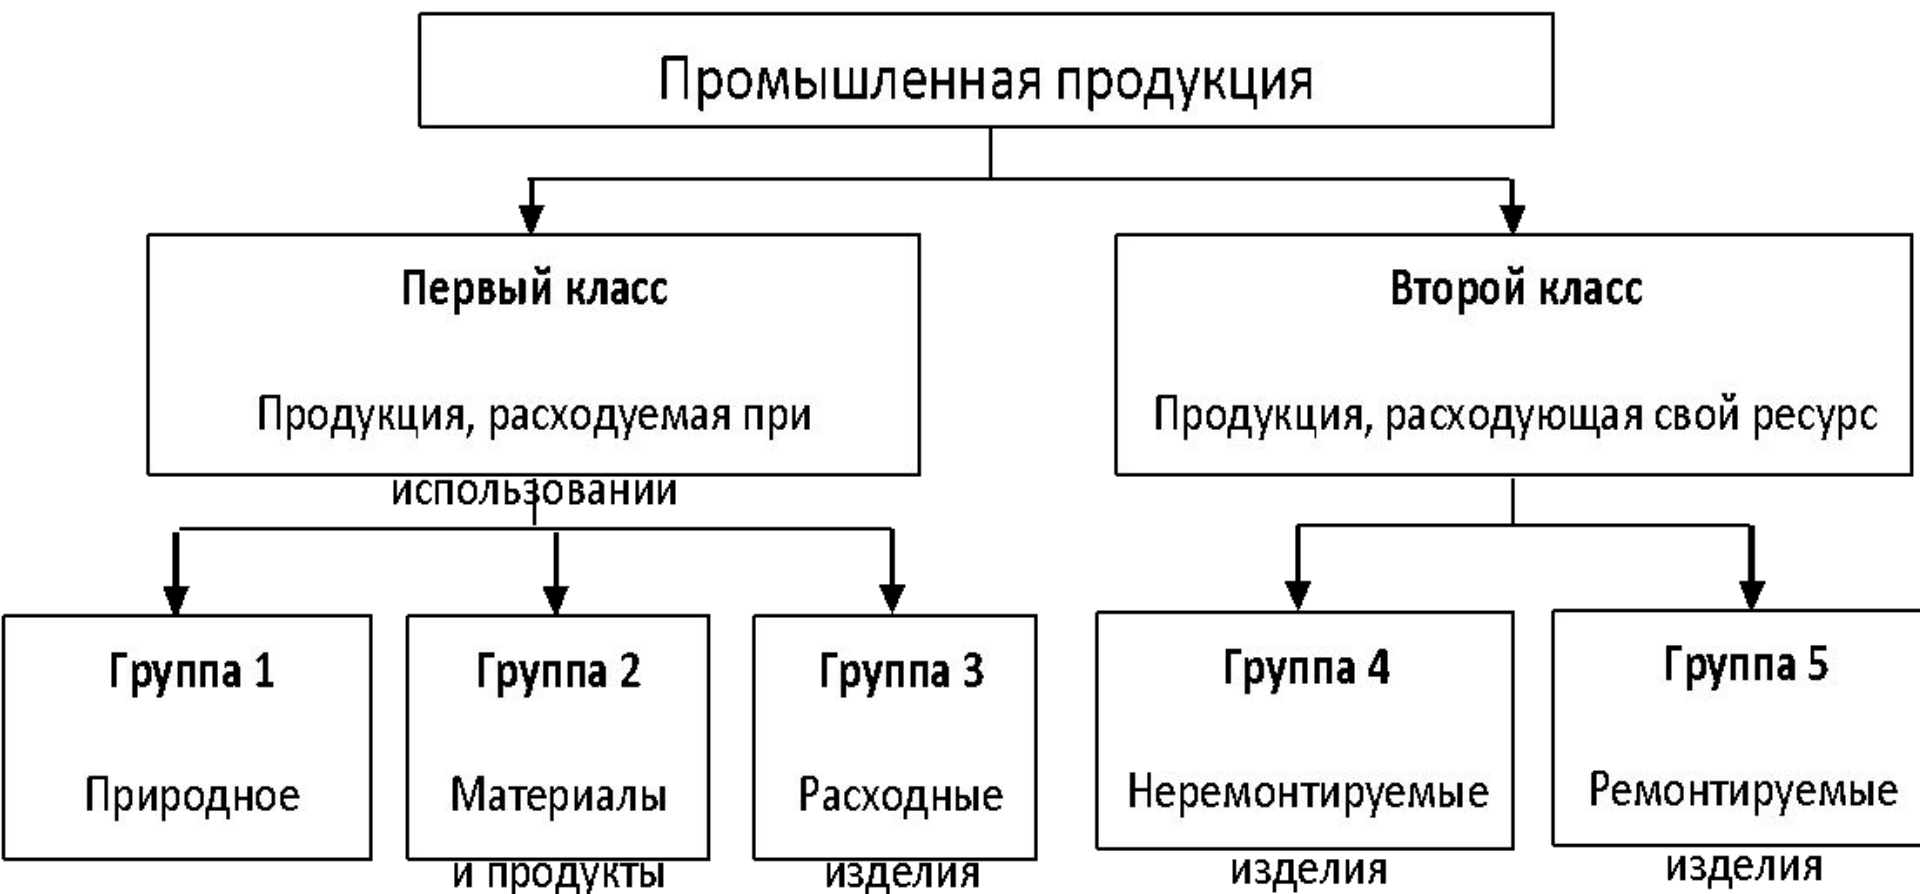 Промышленная продукция
Первый класс
Продукция, расходуемая при
использовании
Второй класс
Продукция, расходующая свой ресурс
Группа 1
Природное
Группа 2
Материалы
и продукты
Группа 3
Расходные
изделия
Группа 4
Неремонтируемые
изделия
Группа 5
Ремонтируемые
изделия